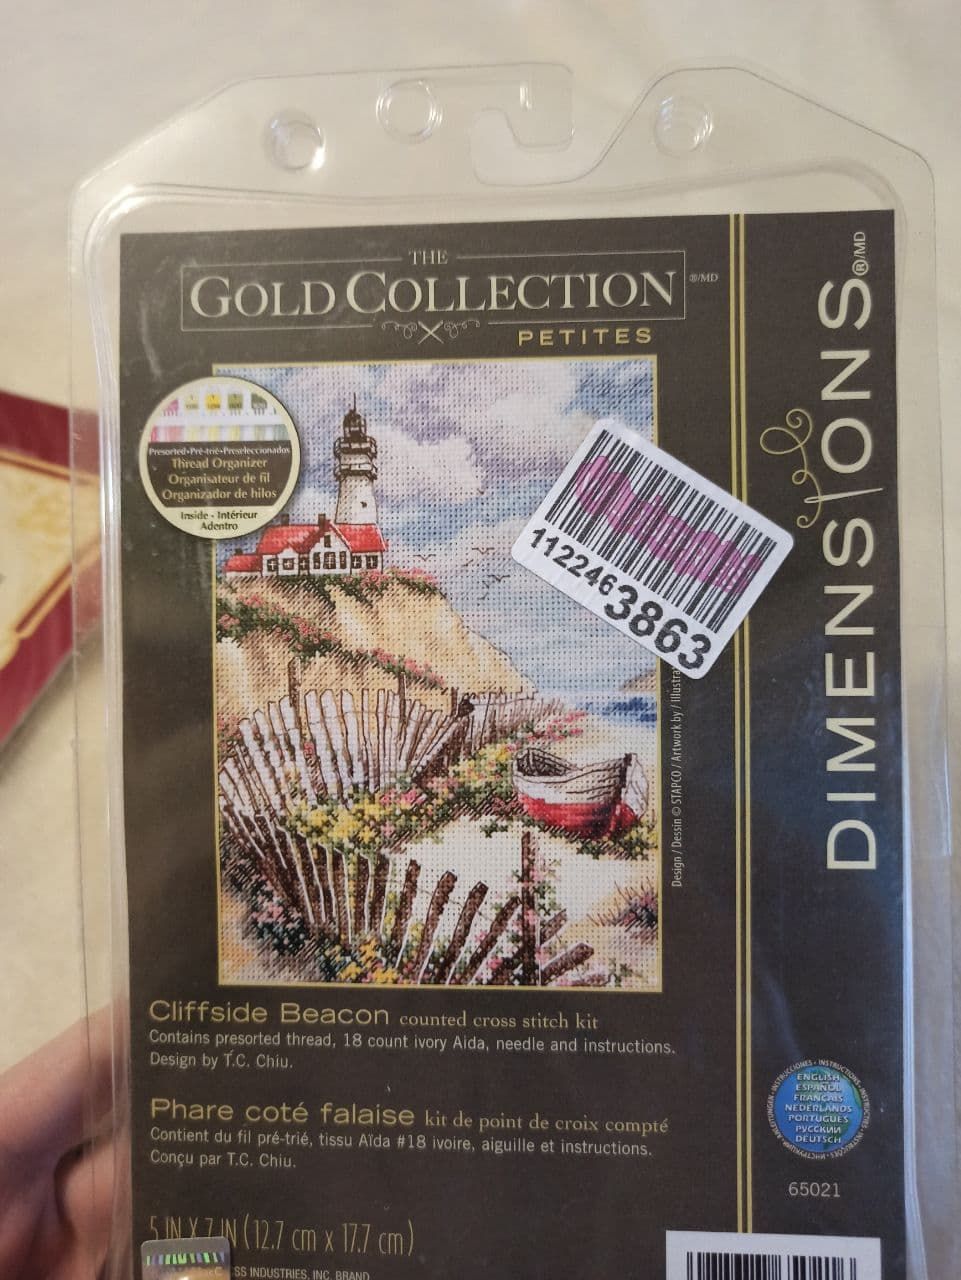 THE
GOLD COLLECTION ®/MD
PETITES
DIMENSIONS®/MD
Presorted•Pré-trié•Preseleccionados
Thread Organizer
Organisateur de fil
Organizador de hilos
Inside - Intérieur
Adentro
112246
3863
Design / Dessin © STAPCO / Artwork by / Illustra
Cliffside Beacon counted cross stitch kit
Contains presorted thread, 18 count ivory Aida, needle and instructions.
Design by T.C. Chiu.
Phare coté falaise kit de point de croix compté
Contient du fil pré-trié, tissu Aïda #18 ivoire, aiguille et instructions.
Conçu par T.C. Chiu.
5 IN X 7 IN (12.7 cm x 17.7 cm)
SS INDUSTRIES, INC. BRAND
ENGLISH
ESPAÑOL
FRANÇAIS
NEDERLANDS
PORTUGUES
РУССКИЙ
DEUTSCH
65021